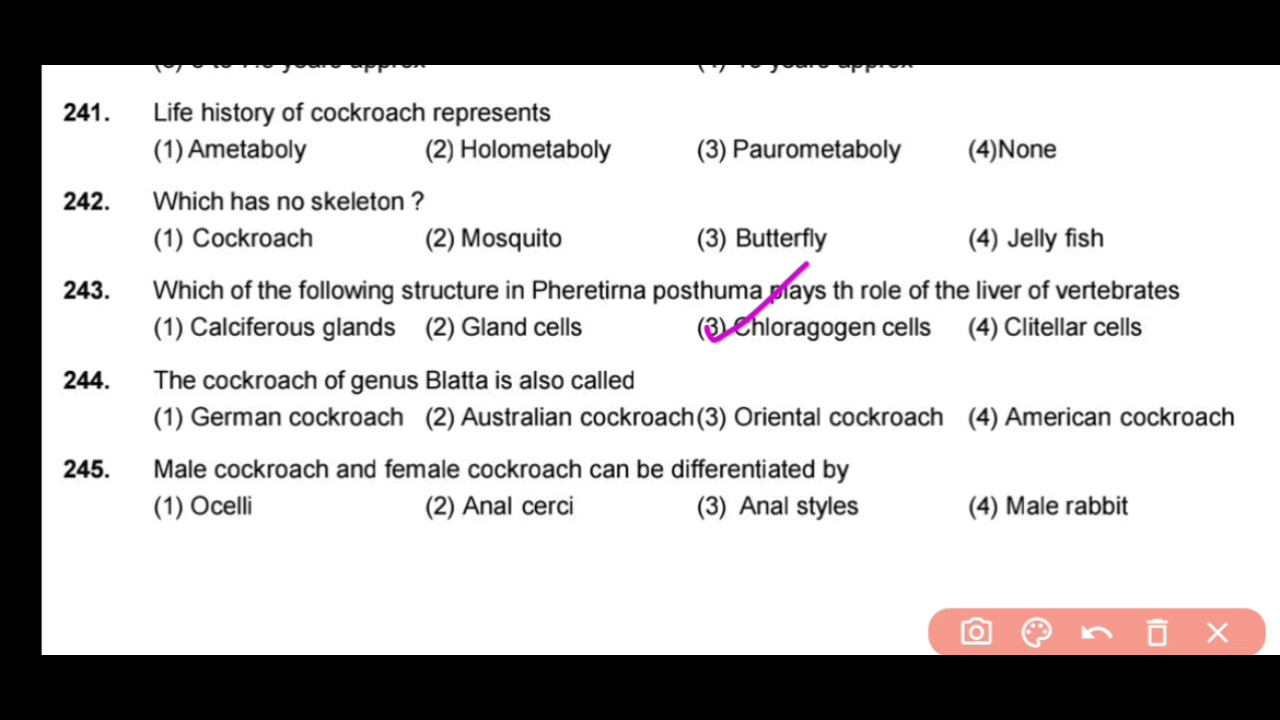 241. Life history of cockroach represents
(1) Ametaboly (2) Holometaboly (3) Paurometaboly (4)None
242. Which has no skeleton ?
(1) Cockroach (2) Mosquito (3) Butterfly (4) Jelly fish
243. Which of the following structure in Pheretirna posthuma plays th role of the liver of vertebrates
(1) Calciferous glands (2) Gland cells (3) Chloragogen cells (4) Clitellar cells
244. The cockroach of genus Blatta is also called
(1) German cockroach (2) Australian cockroach(3) Oriental cockroach (4) American cockroach
245. Male cockroach and female cockroach can be differentiated by
(1) Ocelli (2) Anal cerci (3) Anal styles (4) Male rabbit